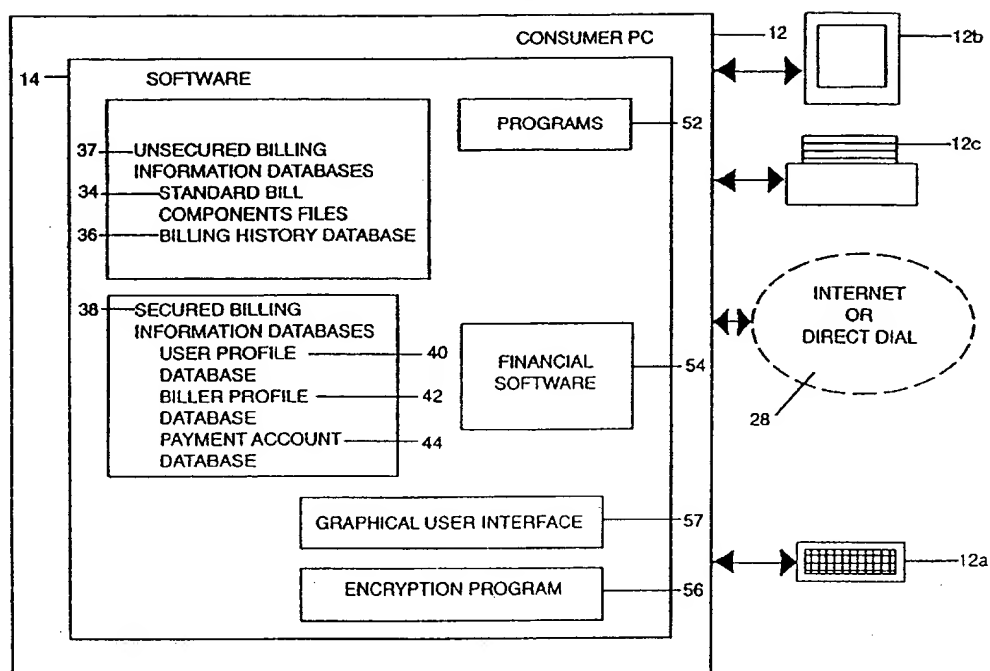 CONSUMER PC
12
12b
14
SOFTWARE
PROGRAMS
52
12c
37
UNSECURED BILLING
INFORMATION DATABASES
34
STANDARD BILL
COMPONENTS FILES
36
BILLING HISTORY DATABASE
38
SECURED BILLING
INFORMATION DATABASES
USER PROFILE
40
DATABASE
BILLER PROFILE
42
DATABASE
PAYMENT ACCOUNT
44
DATABASE
FINANCIAL
SOFTWARE
54
INTERNET
OR
DIRECT DIAL
28
GRAPHICAL USER INTERFACE
57
12a
ENCRYPTION PROGRAM
56